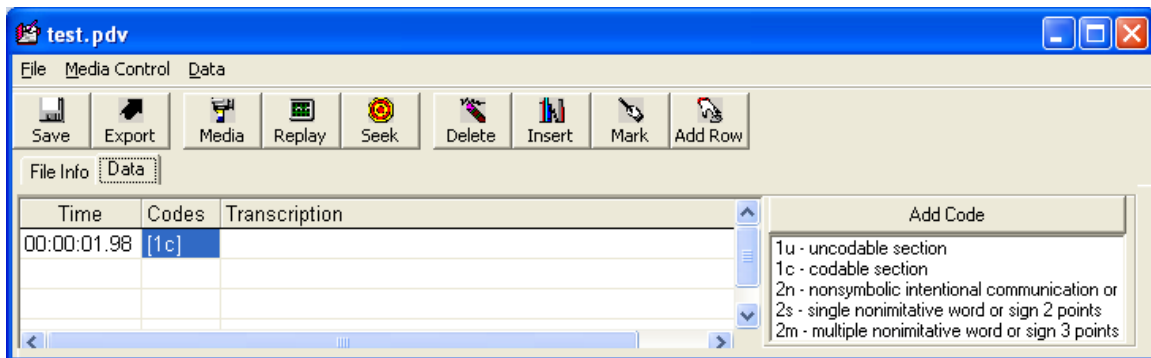 test.pdv
File Media Control Data
Save Export Media Replay Seek Delete Insert Mark Add Row
File Info Data
Time Codes Transcription
00:00:01.98 [1c]
Add Code
1u - uncodable section
1c - codable section
2n - nonsymbolic intentional communication or
2s - single nonimitative word or sign 2 points
2m - multiple nonimitative word or sign 3 points